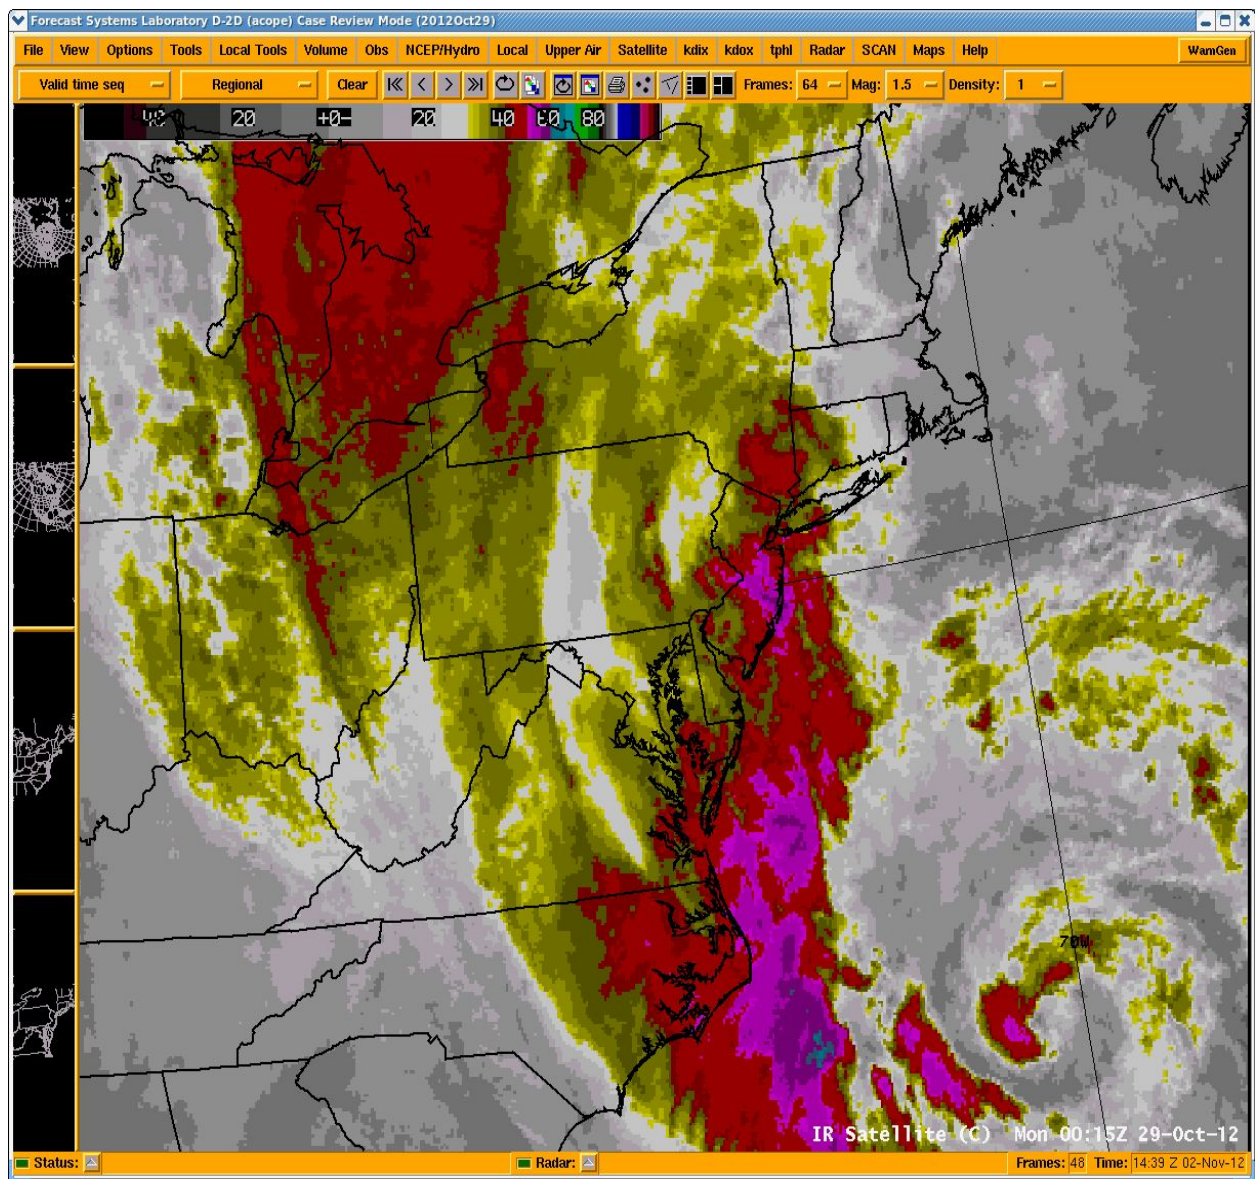 Forecast Systems Laboratory D-2D (acope) Case Review Mode (2012Oct29)
File View Options Tools Local Tools Volume Obs NCEP/Hydro Local Upper Air Satellite kdix kdox tphl Radar SCAN Maps Help WarnGen
Valid time seq Regional Clear Frames: 64 Mag: 1.5 Density: 1
20 +0- 20 40 60 80
70W
IR Satellite (C) Mon 00:15Z 29-Oct-12
Status: Radar: Frames: 48 Time: 14:39 Z 02-Nov-12